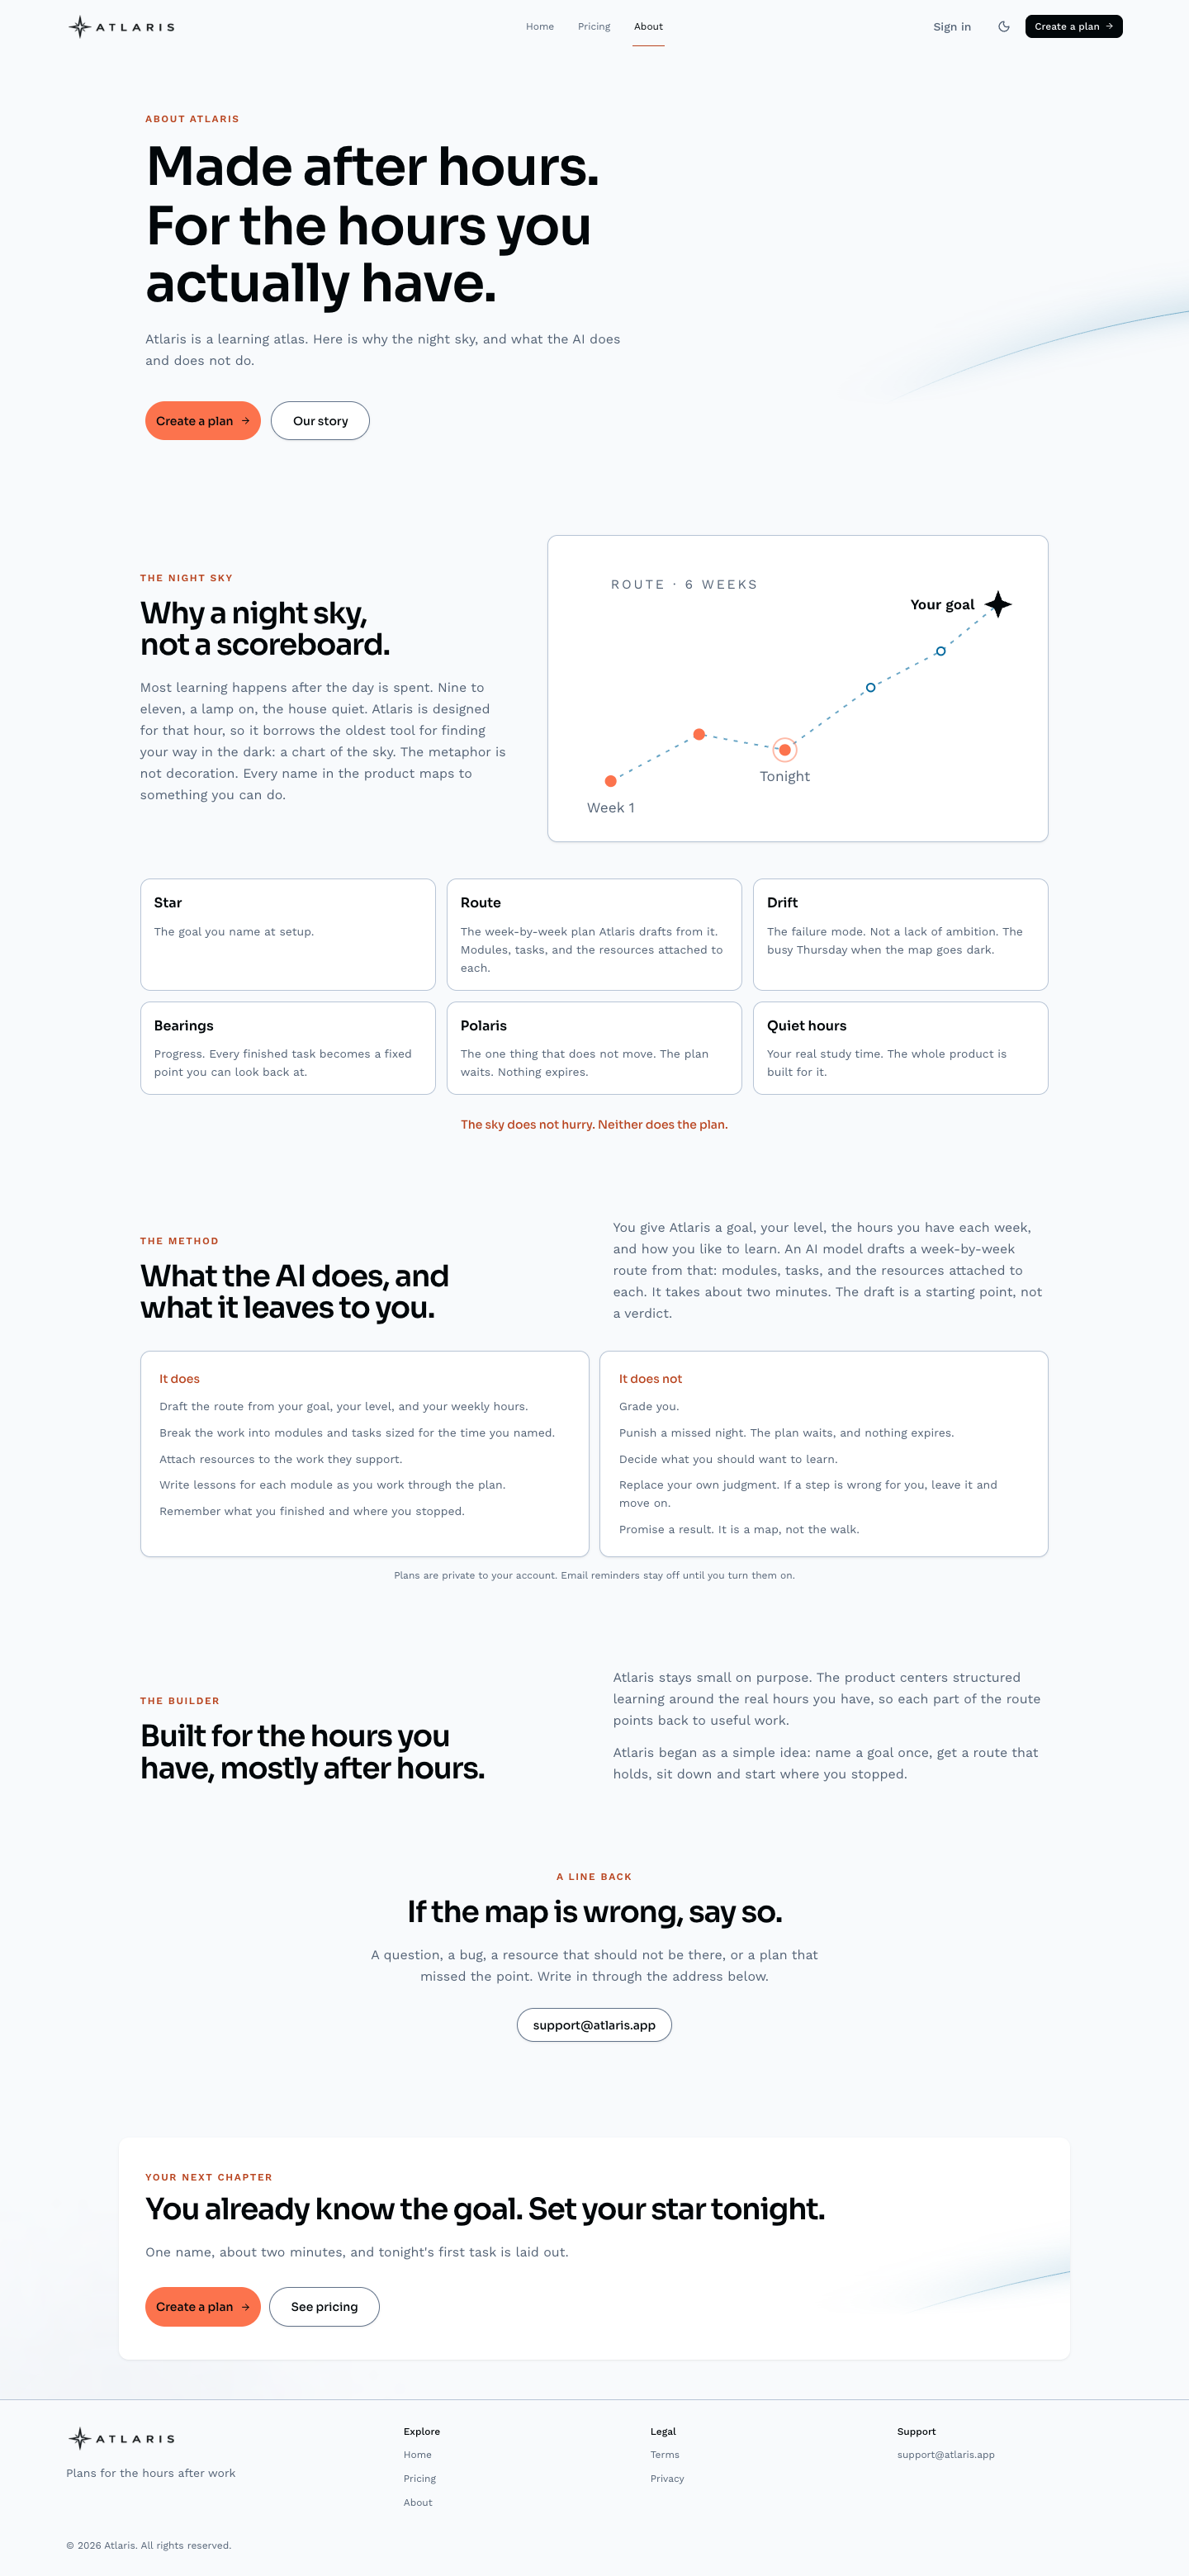 ATLARIS
Home
Pricing
About
Sign in
Create a plan →
ABOUT ATLARIS
Made after hours.
For the hours you
actually have.
Atlaris is a learning atlas. Here is why the night sky, and what the AI does
and does not do.
Create a plan →
Our story
THE NIGHT SKY
Why a night sky,
not a scoreboard.
Most learning happens after the day is spent. Nine to
eleven, a lamp on, the house quiet. Atlaris is designed
for that hour, so it borrows the oldest tool for finding
your way in the dark: a chart of the sky. The metaphor is
not decoration. Every name in the product maps to
something you can do.
ROUTE · 6 WEEKS
Your goal
Tonight
Week 1
Star
The goal you name at setup.
Route
The week-by-week plan Atlaris drafts from it.
Modules, tasks, and the resources attached to
each.
Drift
The failure mode. Not a lack of ambition. The
busy Thursday when the map goes dark.
Bearings
Progress. Every finished task becomes a fixed
point you can look back at.
Polaris
The one thing that does not move. The plan
waits. Nothing expires.
Quiet hours
Your real study time. The whole product is
built for it.
The sky does not hurry. Neither does the plan.
THE METHOD
What the AI does, and
what it leaves to you.
You give Atlaris a goal, your level, the hours you have each week,
and how you like to learn. An AI model drafts a week-by-week
route from that: modules, tasks, and the resources attached to
each. It takes about two minutes. The draft is a starting point, not
a verdict.
It does
Draft the route from your goal, your level, and your weekly hours.
Break the work into modules and tasks sized for the time you named.
Attach resources to the work they support.
Write lessons for each module as you work through the plan.
Remember what you finished and where you stopped.
It does not
Grade you.
Punish a missed night. The plan waits, and nothing expires.
Decide what you should want to learn.
Replace your own judgment. If a step is wrong for you, leave it and
move on.
Promise a result. It is a map, not the walk.
Plans are private to your account. Email reminders stay off until you turn them on.
THE BUILDER
Built for the hours you
have, mostly after hours.
Atlaris stays small on purpose. The product centers structured
learning around the real hours you have, so each part of the route
points back to useful work.
Atlaris began as a simple idea: name a goal once, get a route that
holds, sit down and start where you stopped.
A LINE BACK
If the map is wrong, say so.
A question, a bug, a resource that should not be there, or a plan that
missed the point. Write in through the address below.
support@atlaris.app
YOUR NEXT CHAPTER
You already know the goal. Set your star tonight.
One name, about two minutes, and tonight's first task is laid out.
Create a plan →
See pricing
ATLARIS
Plans for the hours after work
Explore
Home
Pricing
About
Legal
Terms
Privacy
Support
support@atlaris.app
© 2026 Atlaris. All rights reserved.